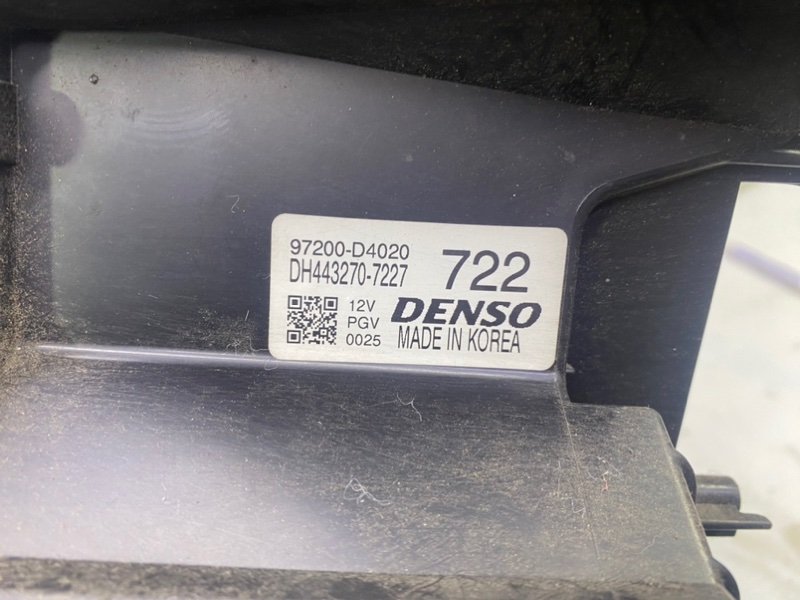 97200-D4020
DH443270-7227
722
12V
PGV
0025
DENSO
MADE IN KOREA